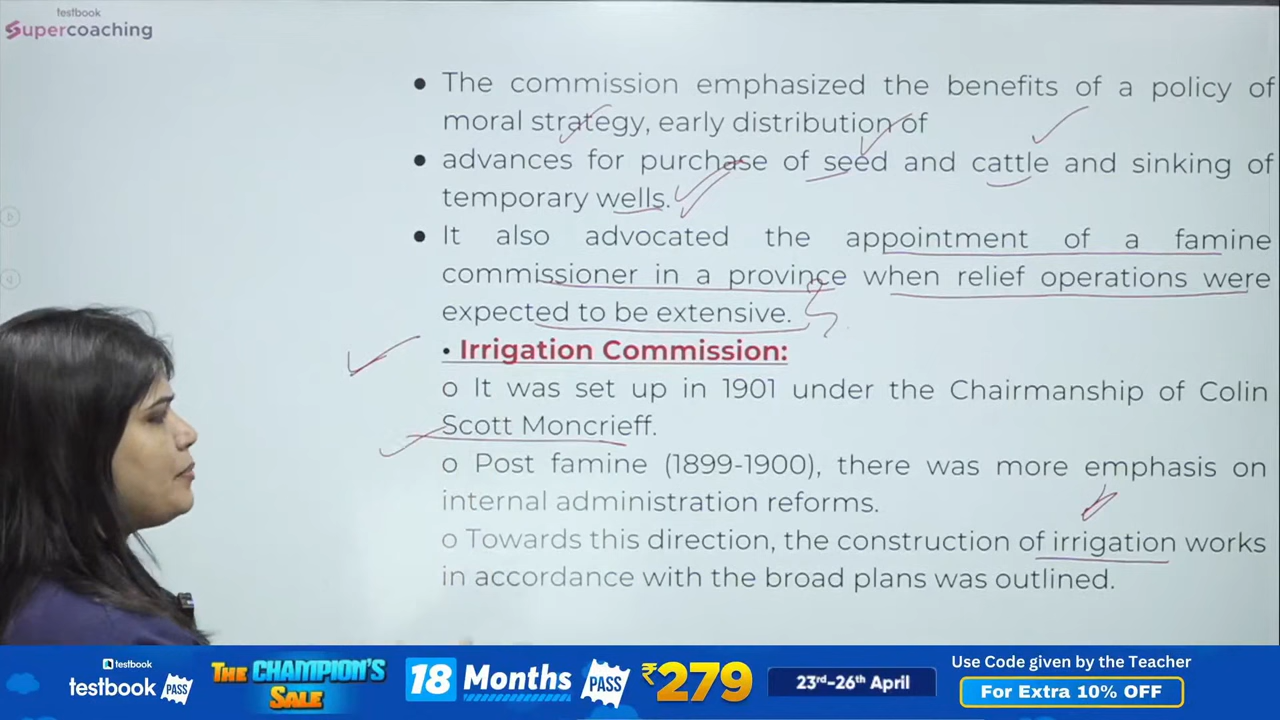 testbook
Supercoaching
• The commission emphasized the benefits of a policy of
moral strategy, early distribution of
• advances for purchase of seed and cattle and sinking of
temporary wells.
• It also advocated the appointment of a famine
commissioner in a province when relief operations were
expected to be extensive.
• Irrigation Commission:
o It was set up in 1901 under the Chairmanship of Colin
Scott Moncrieff.
o Post famine (1899-1900), there was more emphasis on
internal administration reforms.
o Towards this direction, the construction of irrigation works
in accordance with the broad plans was outlined.
testbook
testbook PASS
THE CHAMPION'S
SALE
18 Months PASS ₹279
23rd-26th April
Use Code given by the Teacher
For Extra 10% OFF